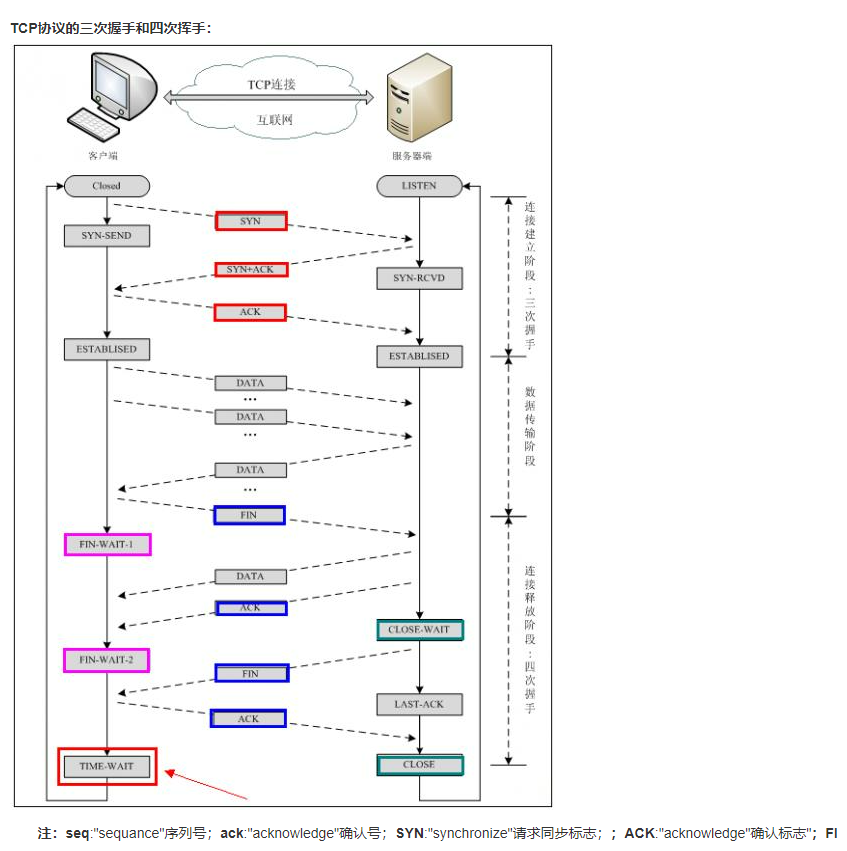 TCP协议的三次握手和四次挥手：
TCP连接
互联网
客户端
服务器端
Closed
LISTEN
SYN
SYN-SEND
SYN+ACK
SYN-RCVD
ACK
ESTABLISED
ESTABLISED
连接建立阶段：三次握手
DATA
...
DATA
...
DATA
...
数据传输阶段
FIN
FIN-WAIT-1
DATA
ACK
CLOSE-WAIT
FIN-WAIT-2
FIN
LAST-ACK
ACK
TIME-WAIT
CLOSE
连接释放阶段：四次握手
注：seq:"sequance"序列号；ack:"acknowledge"确认号；SYN:"synchronize"请求同步标志；；ACK:"acknowledge"确认标志"；FI